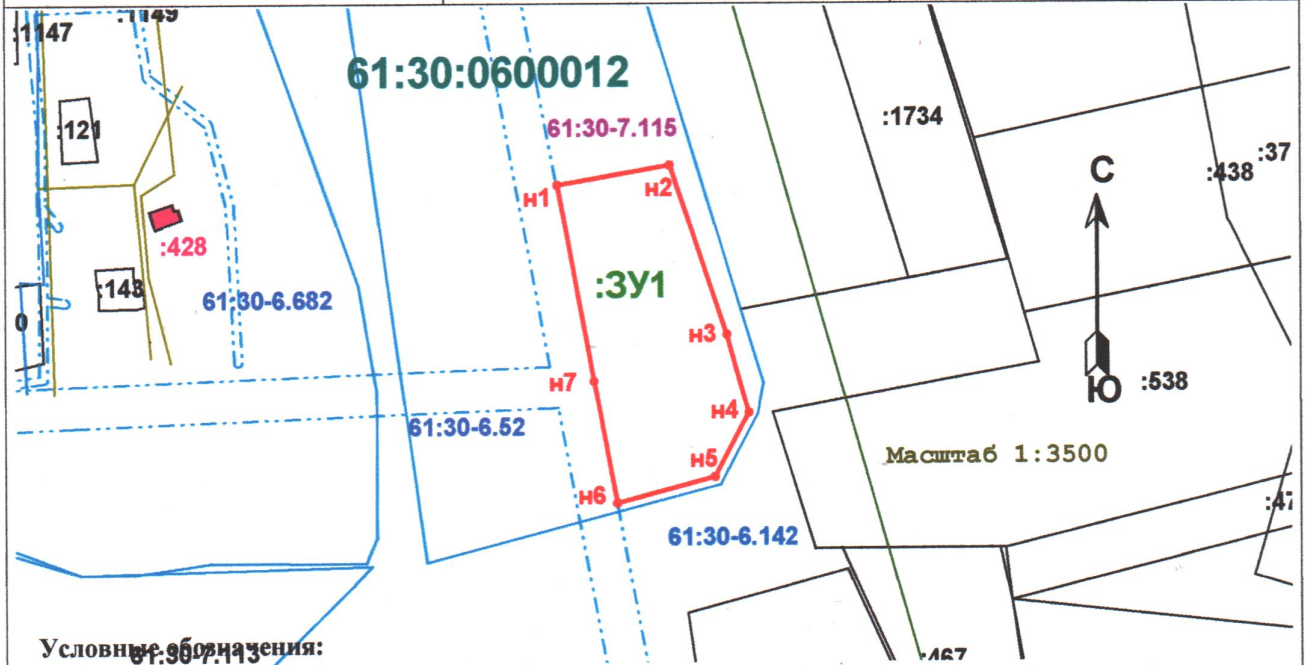 :1149
:1147
61:30:0600012
:121
61:30-7.115
:1734
:37
С
:438
н1
н2
:428
:ЗУ1
:143
61:30-6.682
0
н3
н7
Ю
:538
н4
61:30-6.52
Масштаб 1:3500
н5
н6
:47
61:30-6.142
Условные обозначения:
61:30-7.113
:467